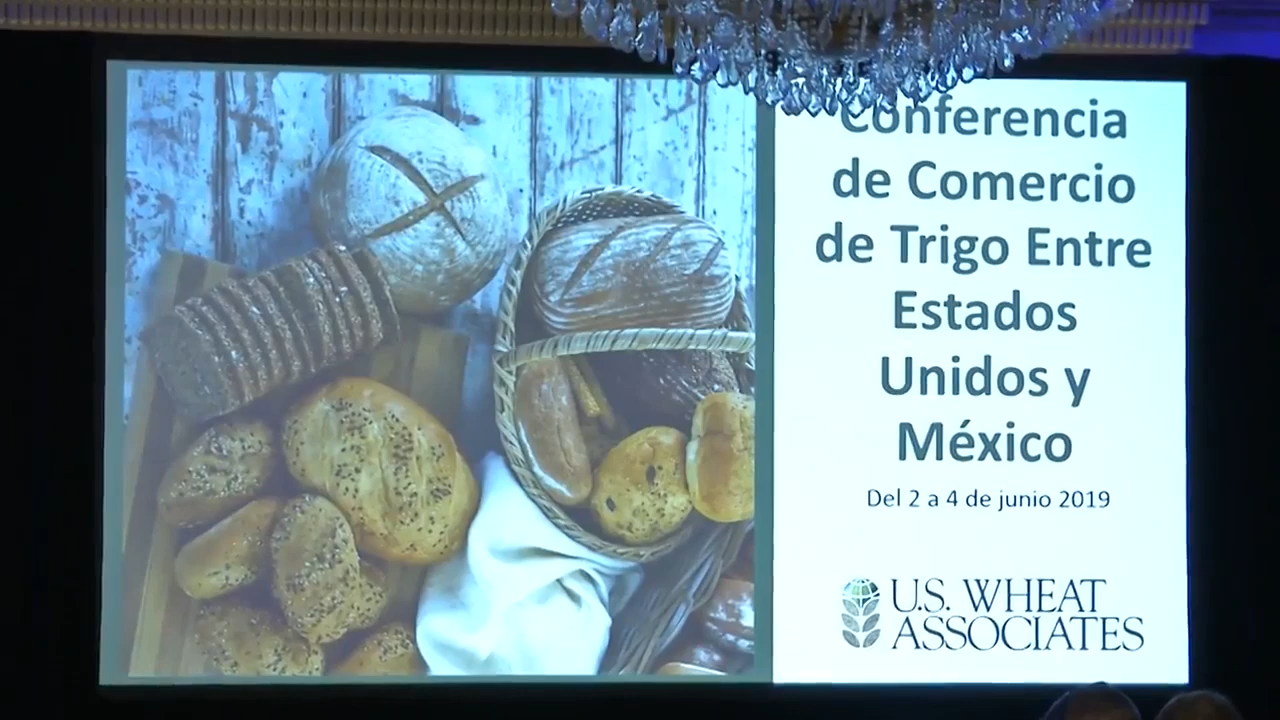 Conferencia
de Comercio
de Trigo Entre
Estados
Unidos y
México
Del 2 a 4 de junio 2019
U.S. WHEAT
ASSOCIATES